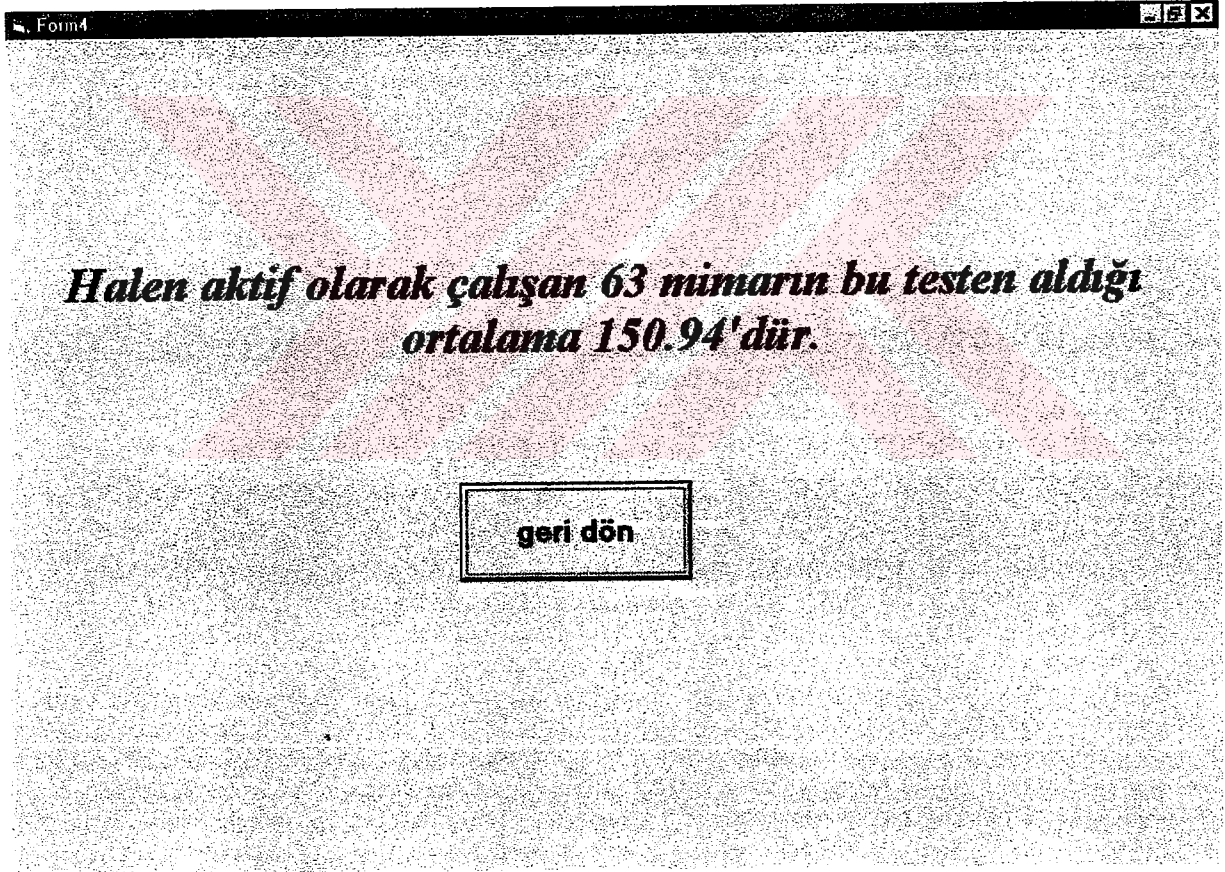 Form4
Halen aktif olarak çalışan 63 mimarın bu testen aldığı
ortalama 150.94'dür.
geri dön